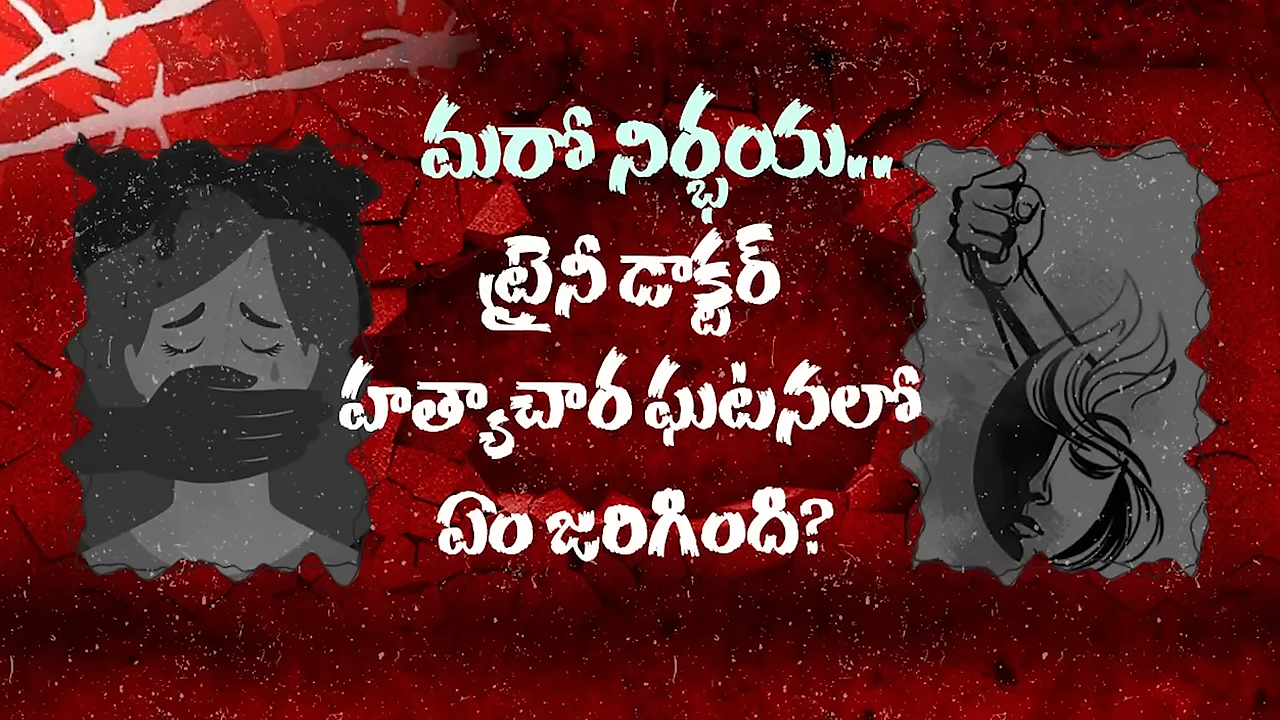 మరో నిర్భయ..
ట్రైనీ డాక్టర్
హత్యాచార ఘటనలో
ఏం జరిగింది?